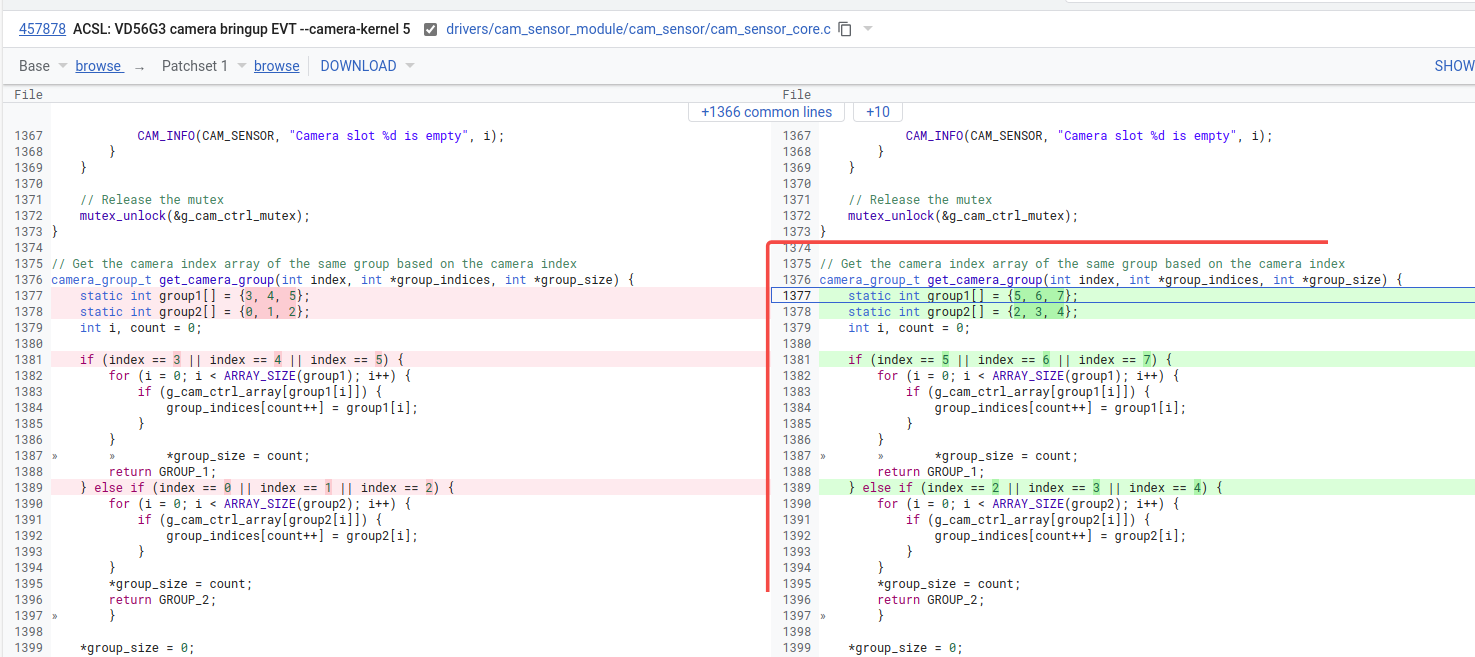 457878 ACSL: VD56G3 camera bringup EVT --camera-kernel 5 drivers/cam_sensor_module/cam_sensor/cam_sensor_core.c
Base browse → Patchset 1 browse DOWNLOAD SHOW
File File
+1366 common lines +10
1367 CAM_INFO(CAM_SENSOR, "Camera slot %d is empty", i); 1367 CAM_INFO(CAM_SENSOR, "Camera slot %d is empty", i);
1368 } 1368 }
1369 } 1369 }
1370 1370
1371 // Release the mutex 1371 // Release the mutex
1372 mutex_unlock(&g_cam_ctrl_mutex); 1372 mutex_unlock(&g_cam_ctrl_mutex);
1373 } 1373 }
1374 1374
1375 // Get the camera index array of the same group based on the camera index 1375 // Get the camera index array of the same group based on the camera index
1376 camera_group_t get_camera_group(int index, int *group_indices, int *group_size) { 1376 camera_group_t get_camera_group(int index, int *group_indices, int *group_size) {
1377 static int group1[] = {3, 4, 5}; 1377 static int group1[] = {5, 6, 7};
1378 static int group2[] = {0, 1, 2}; 1378 static int group2[] = {2, 3, 4};
1379 int i, count = 0; 1379 int i, count = 0;
1380 1380
1381 if (index == 3 || index == 4 || index == 5) { 1381 if (index == 5 || index == 6 || index == 7) {
1382 for (i = 0; i < ARRAY_SIZE(group1); i++) { 1382 for (i = 0; i < ARRAY_SIZE(group1); i++) {
1383 if (g_cam_ctrl_array[group1[i]]) { 1383 if (g_cam_ctrl_array[group1[i]]) {
1384 group_indices[count++] = group1[i]; 1384 group_indices[count++] = group1[i];
1385 } 1385 }
1386 } 1386 }
1387 » » *group_size = count; 1387 » » *group_size = count;
1388 return GROUP_1; 1388 return GROUP_1;
1389 } else if (index == 0 || index == 1 || index == 2) { 1389 } else if (index == 2 || index == 3 || index == 4) {
1390 for (i = 0; i < ARRAY_SIZE(group2); i++) { 1390 for (i = 0; i < ARRAY_SIZE(group2); i++) {
1391 if (g_cam_ctrl_array[group2[i]]) { 1391 if (g_cam_ctrl_array[group2[i]]) {
1392 group_indices[count++] = group2[i]; 1392 group_indices[count++] = group2[i];
1393 } 1393 }
1394 } 1394 }
1395 *group_size = count; 1395 *group_size = count;
1396 return GROUP_2; 1396 return GROUP_2;
1397 » } 1397 » }
1398 1398
1399 *group_size = 0; 1399 *group_size = 0;